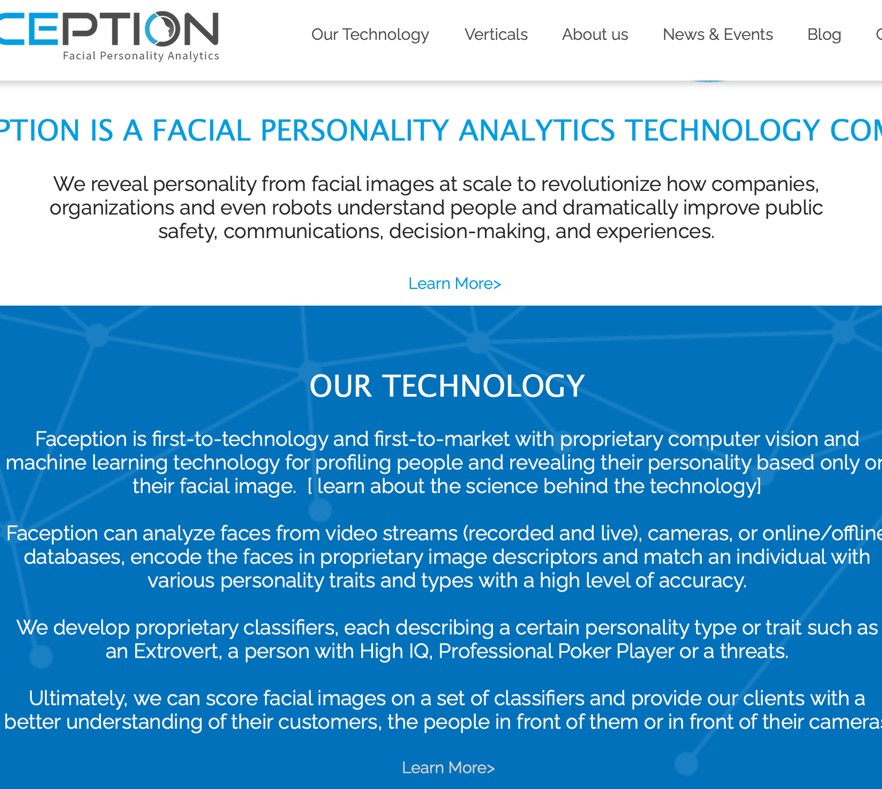 CEPTION
Facial Personality Analytics
Our Technology Verticals About us News & Events Blog
PTION IS A FACIAL PERSONALITY ANALYTICS TECHNOLOGY COM
We reveal personality from facial images at scale to revolutionize how companies,
organizations and even robots understand people and dramatically improve public
safety, communications, decision-making, and experiences.
Learn More>
OUR TECHNOLOGY
Faception is first-to-technology and first-to-market with proprietary computer vision and
machine learning technology for profiling people and revealing their personality based only on
their facial image. [ learn about the science behind the technology]
Faception can analyze faces from video streams (recorded and live), cameras, or online/offline
databases, encode the faces in proprietary image descriptors and match an individual with
various personality traits and types with a high level of accuracy.
We develop proprietary classifiers, each describing a certain personality type or trait such as
an Extrovert, a person with High IQ, Professional Poker Player or a threats.
Ultimately, we can score facial images on a set of classifiers and provide our clients with a
better understanding of their customers, the people in front of them or in front of their cameras
Learn More>